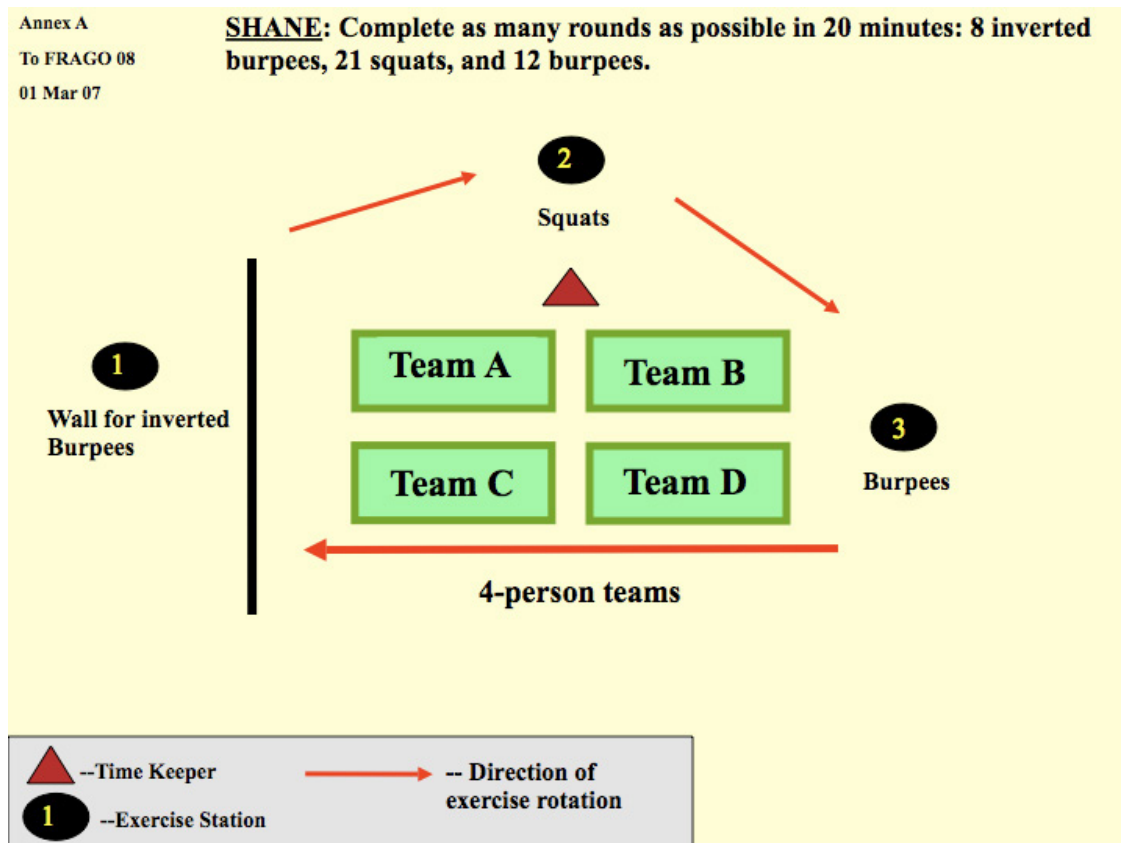 Annex A
To FRAGO 08
01 Mar 07
SHANE: Complete as many rounds as possible in 20 minutes: 8 inverted
burpees, 21 squats, and 12 burpees.
2
Squats
1
Wall for inverted
Burpees
Team A
Team B
3
Burpees
Team C
Team D
4-person teams
--Time Keeper
-- Direction of
exercise rotation
1
--Exercise Station